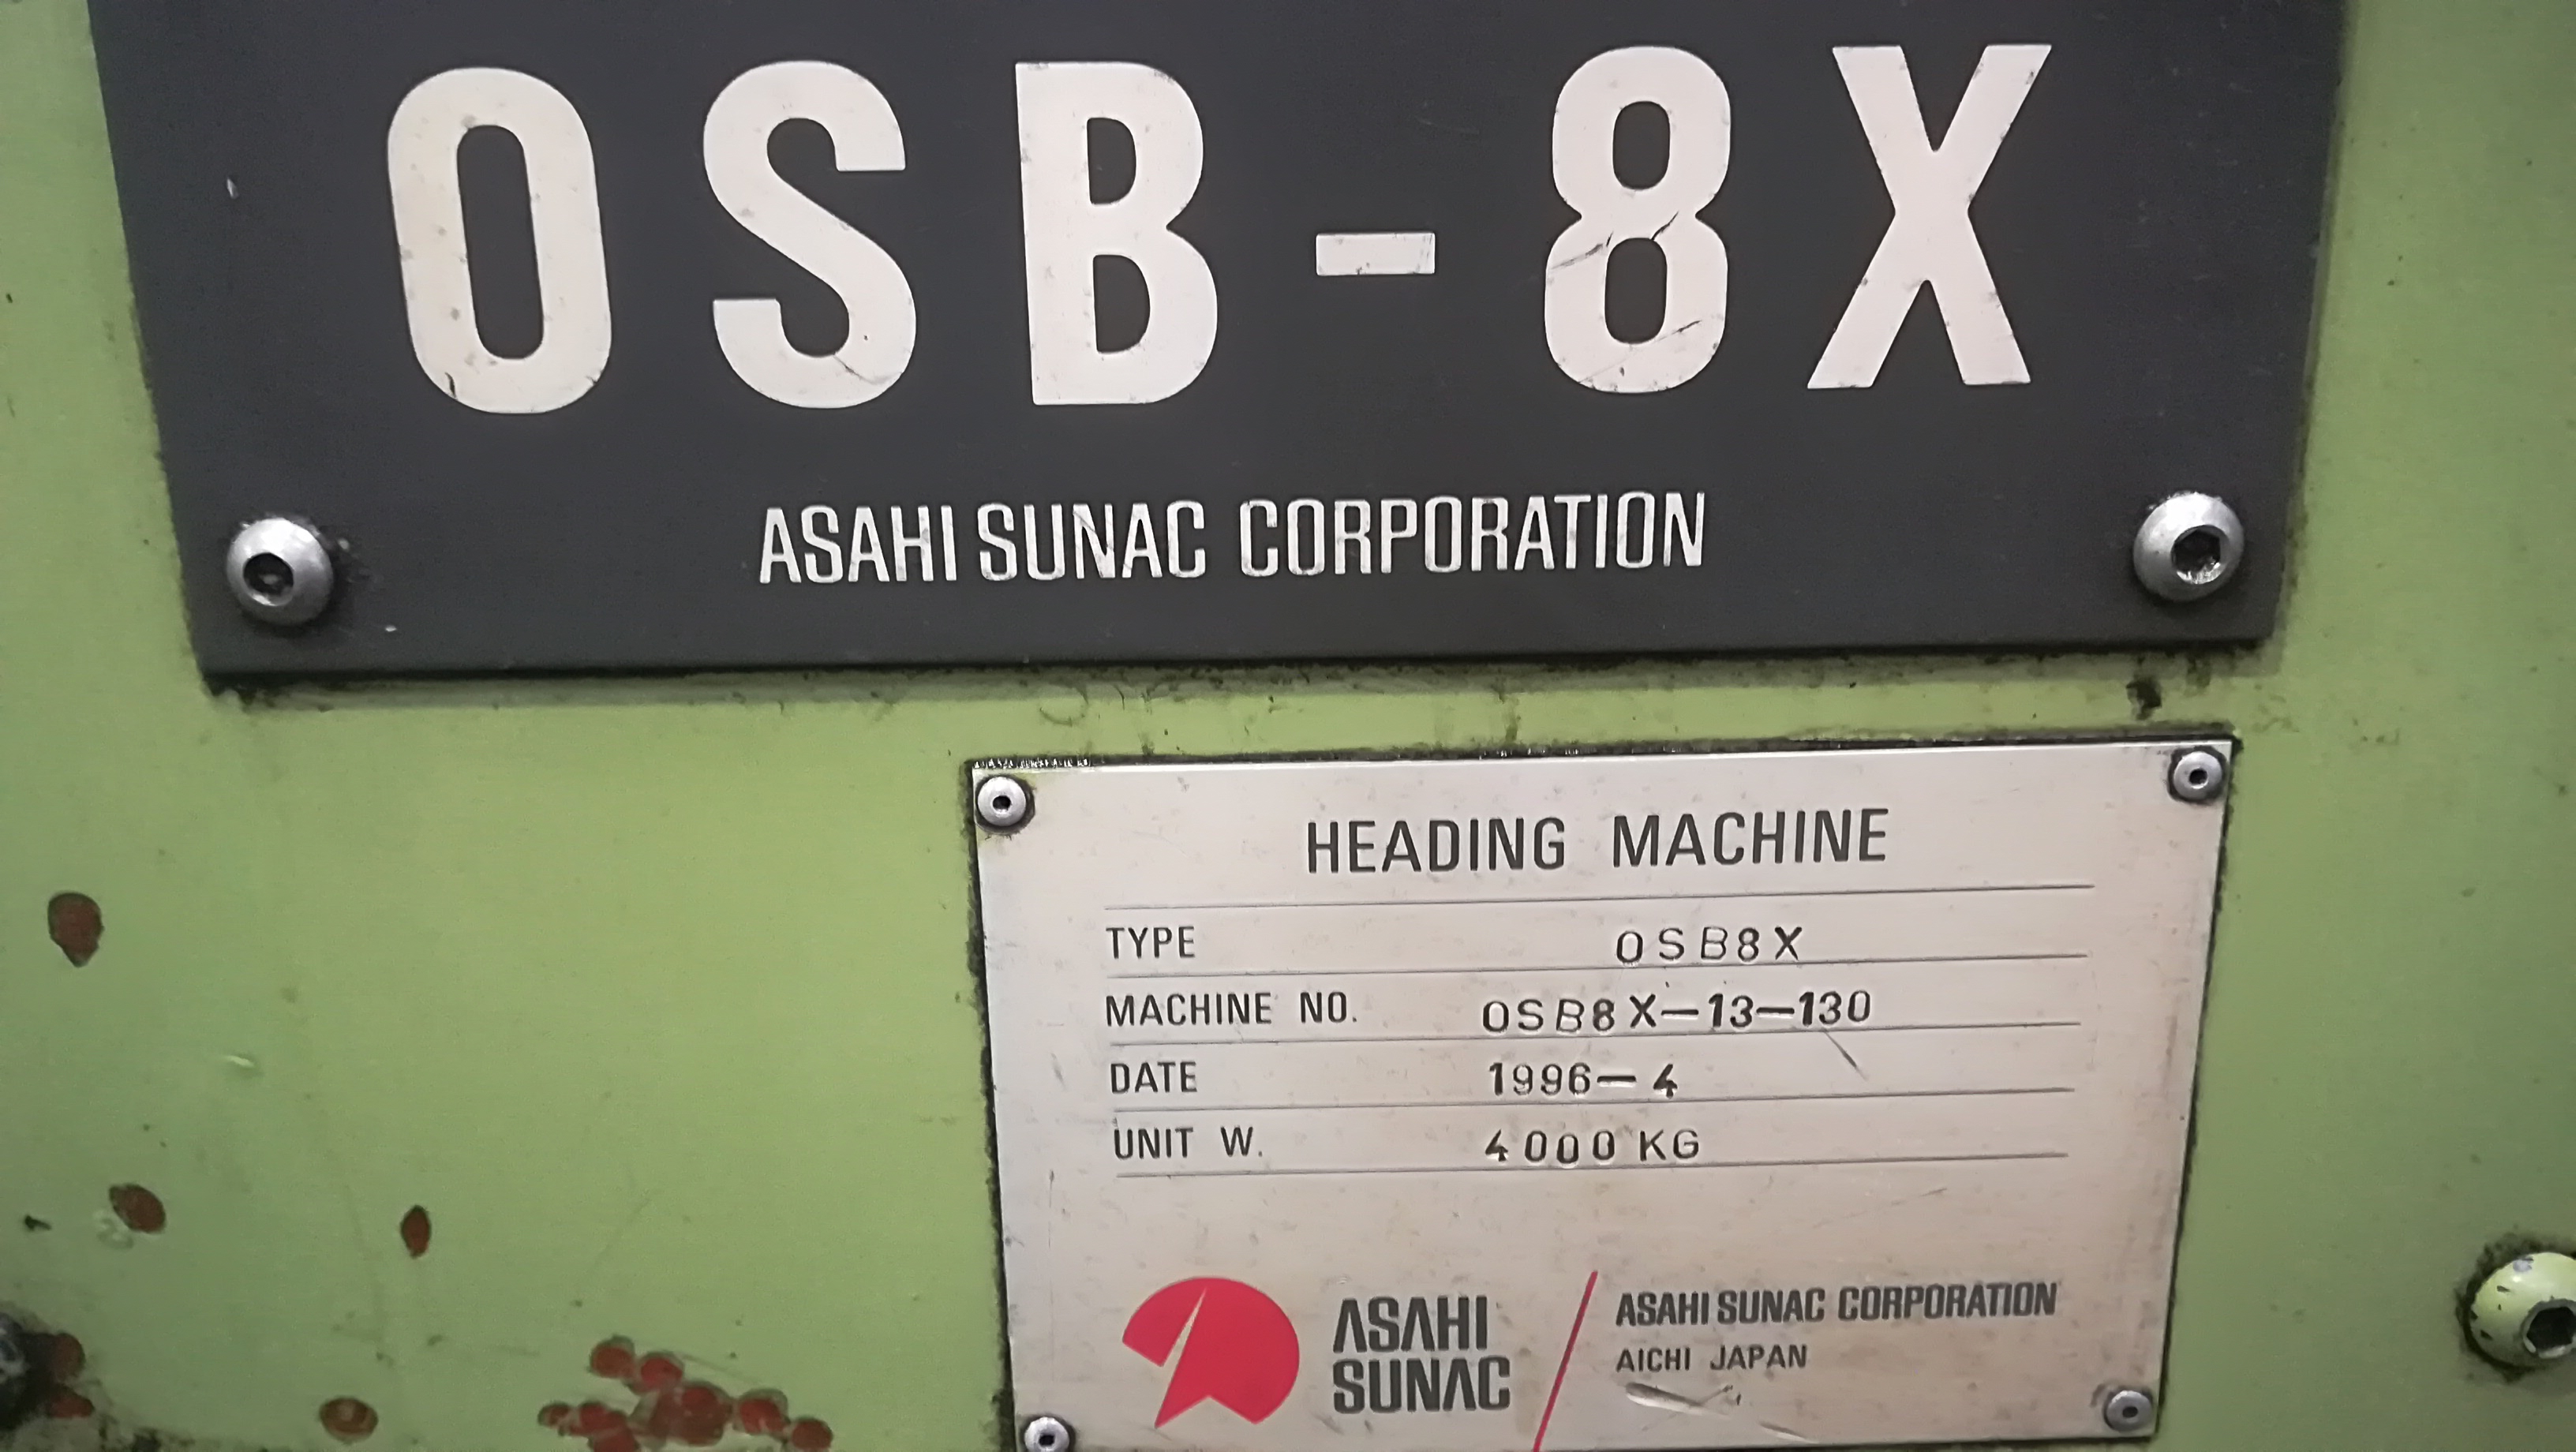 OSB-8X
ASAHI SUNAC CORPORATION
HEADING MACHINE
TYPE OSB8X
MACHINE NO. OSB8X-13-130
DATE 1996-4
UNIT W. 4000 KG
ASAHI
SUNAC
ASAHI SUNAC CORPORATION
AICHI JAPAN